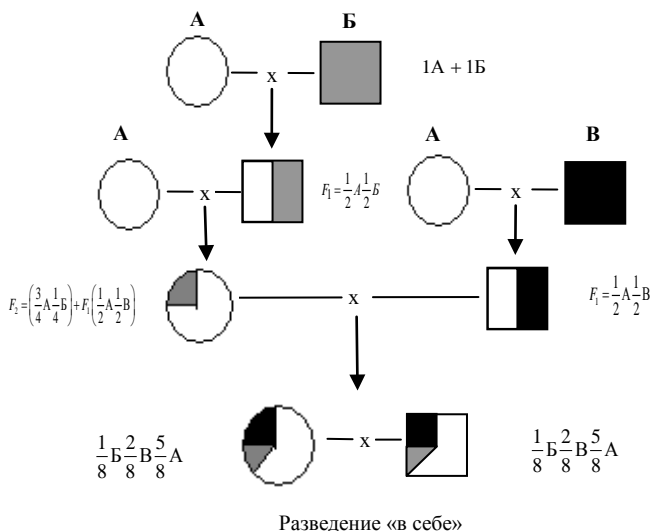 А Б
x 1А + 1Б
А А В
x F₁ = 1/2 А 1/2 Б x
F₂ = (3/4 А 1/4 Б) + F₁ (1/2 А 1/2 В) x F₁ = 1/2 А 1/2 В
1/8 Б 2/8 В 5/8 А x 1/8 Б 2/8 В 5/8 А
Разведение «в себе»